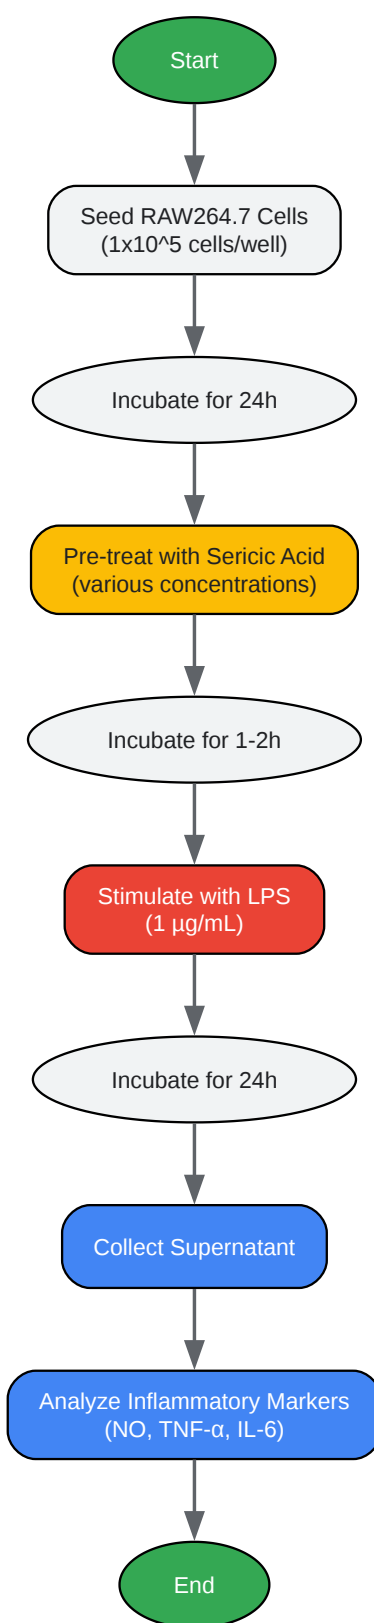 Start
Seed RAW264.7 Cells
(1x10^5 cells/well)
Incubate for 24h
Pre-treat with Sericic Acid
(various concentrations)
Incubate for 1-2h
Stimulate with LPS
(1 µg/mL)
Incubate for 24h
Collect Supernatant
Analyze Inflammatory Markers
(NO, TNF-α, IL-6)
End